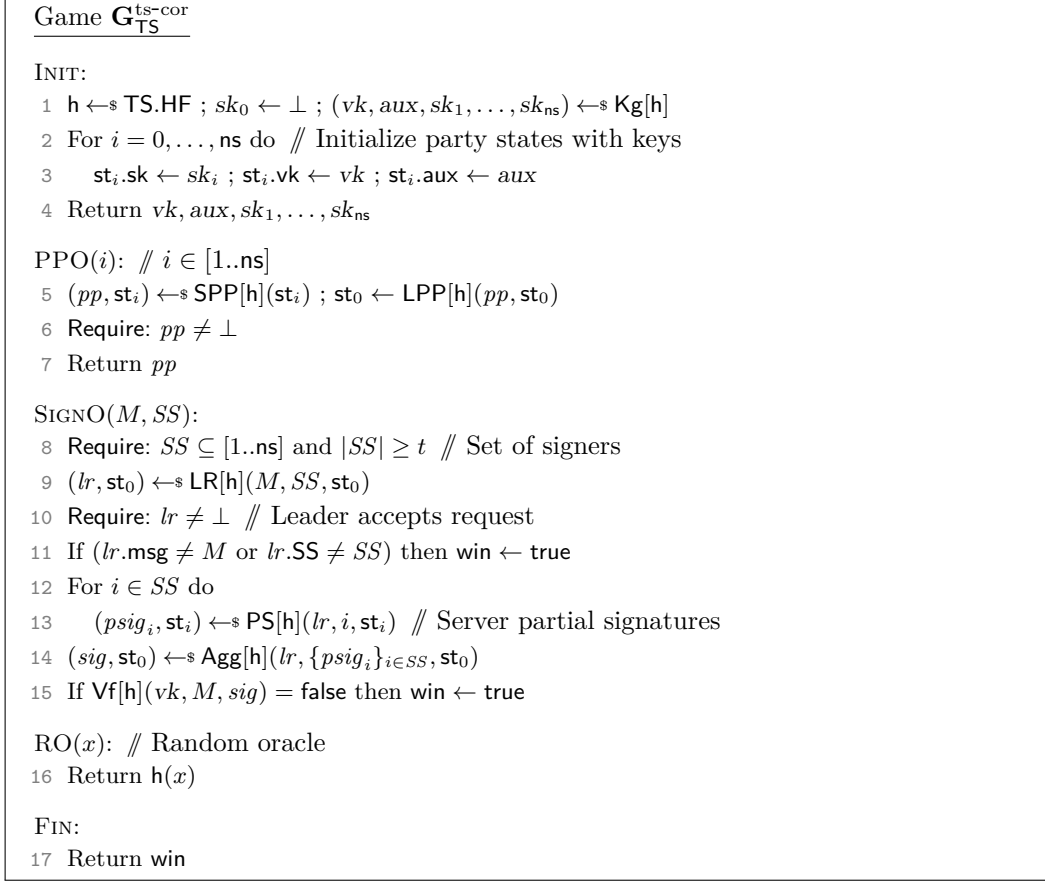 Game G^{ts-cor}_{TS}
INIT:
1 h ←$ TS.HF ; sk_0 ← ⊥ ; (vk, aux, sk_1, . . . , sk_{ns}) ←$ Kg[h]
2 For i = 0, . . . , ns do // Initialize party states with keys
3 st_i.sk ← sk_i ; st_i.vk ← vk ; st_i.aux ← aux
4 Return vk, aux, sk_1, . . . , sk_{ns}
PPO(i): // i ∈ [1..ns]
5 (pp, st_i) ←$ SPP[h](st_i) ; st_0 ← LPP[h](pp, st_0)
6 Require: pp ≠ ⊥
7 Return pp
SIGNO(M, SS):
8 Require: SS ⊆ [1..ns] and |SS| ≥ t // Set of signers
9 (lr, st_0) ←$ LR[h](M, SS, st_0)
10 Require: lr ≠ ⊥ // Leader accepts request
11 If (lr.msg ≠ M or lr.SS ≠ SS) then win ← true
12 For i ∈ SS do
13 (psig_i, st_i) ←$ PS[h](lr, i, st_i) // Server partial signatures
14 (sig, st_0) ←$ Agg[h](lr, {psig_i}_{i∈SS}, st_0)
15 If Vf[h](vk, M, sig) = false then win ← true
RO(x): // Random oracle
16 Return h(x)
FIN:
17 Return win